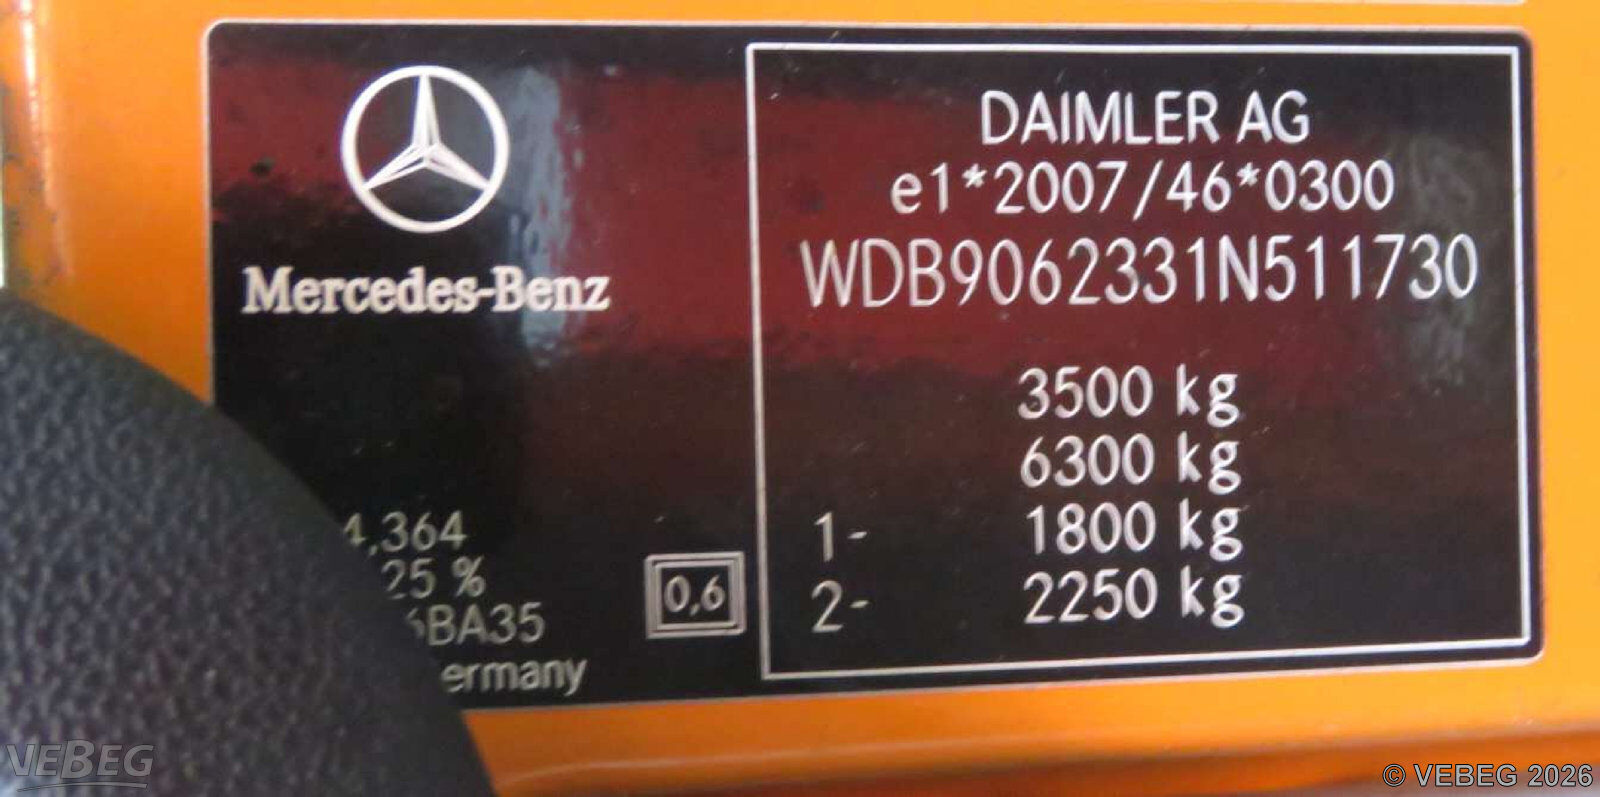 Mercedes-Benz
4,364
25 %
6BA35
ermany
0,6
DAIMLER AG
e1*2007/46*0300
WDB9062331N511730
3500 kg
6300 kg
1- 1800 kg
2- 2250 kg
VEBEG
© VEBEG 2026